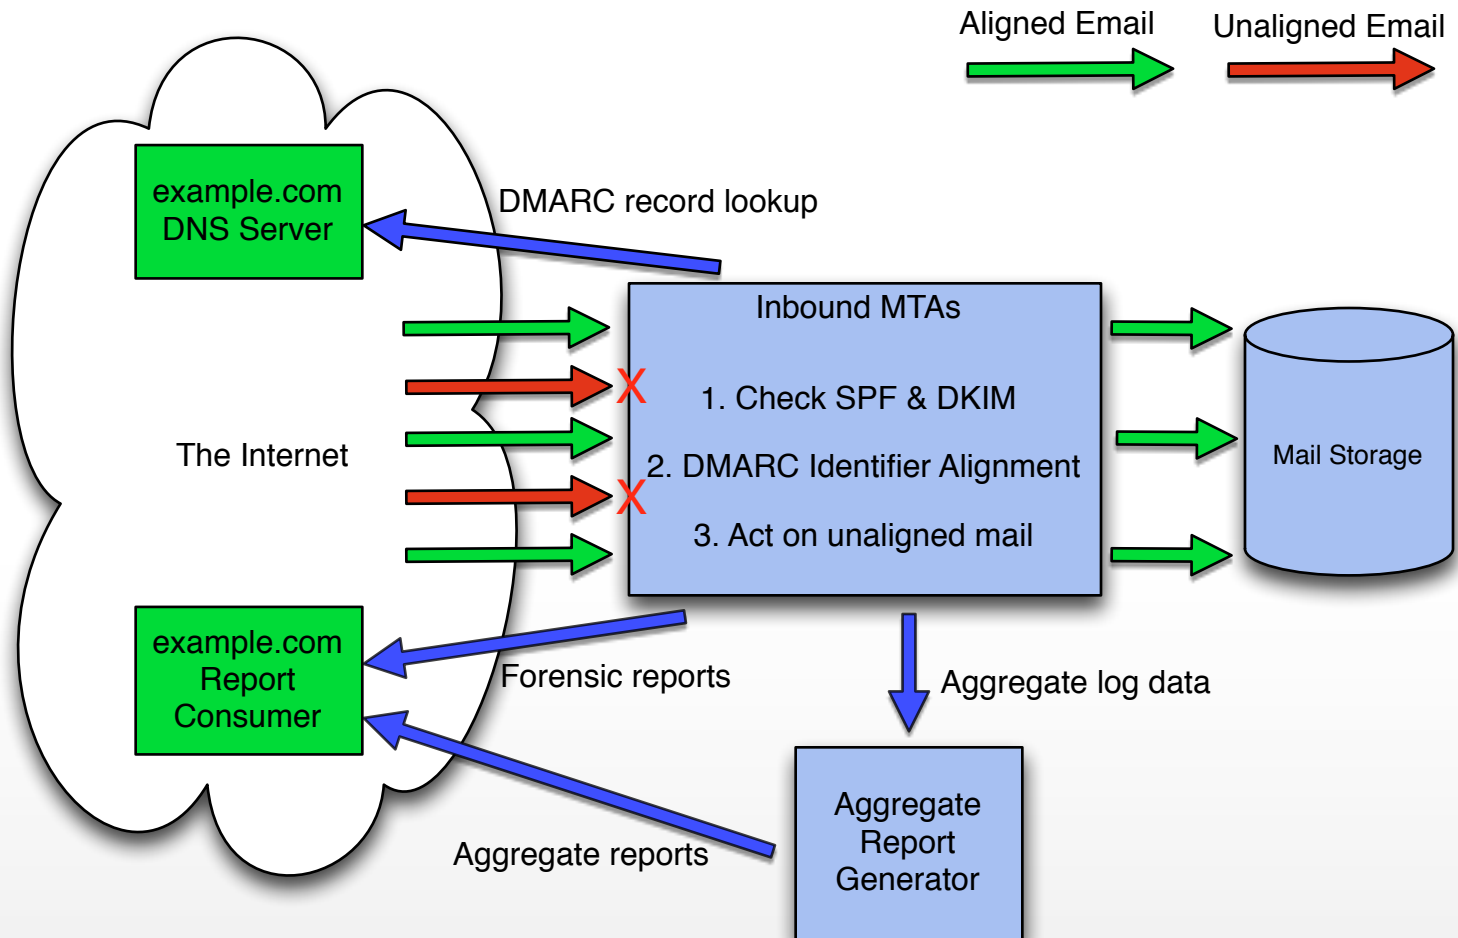 Aligned Email
Unaligned Email
example.com
DNS Server
DMARC record lookup
Inbound MTAs
1. Check SPF & DKIM
X
The Internet
2. DMARC Identifier Alignment
X
3. Act on unaligned mail
Mail Storage
example.com
Report
Consumer
Forensic reports
Aggregate log data
Aggregate reports
Aggregate
Report
Generator